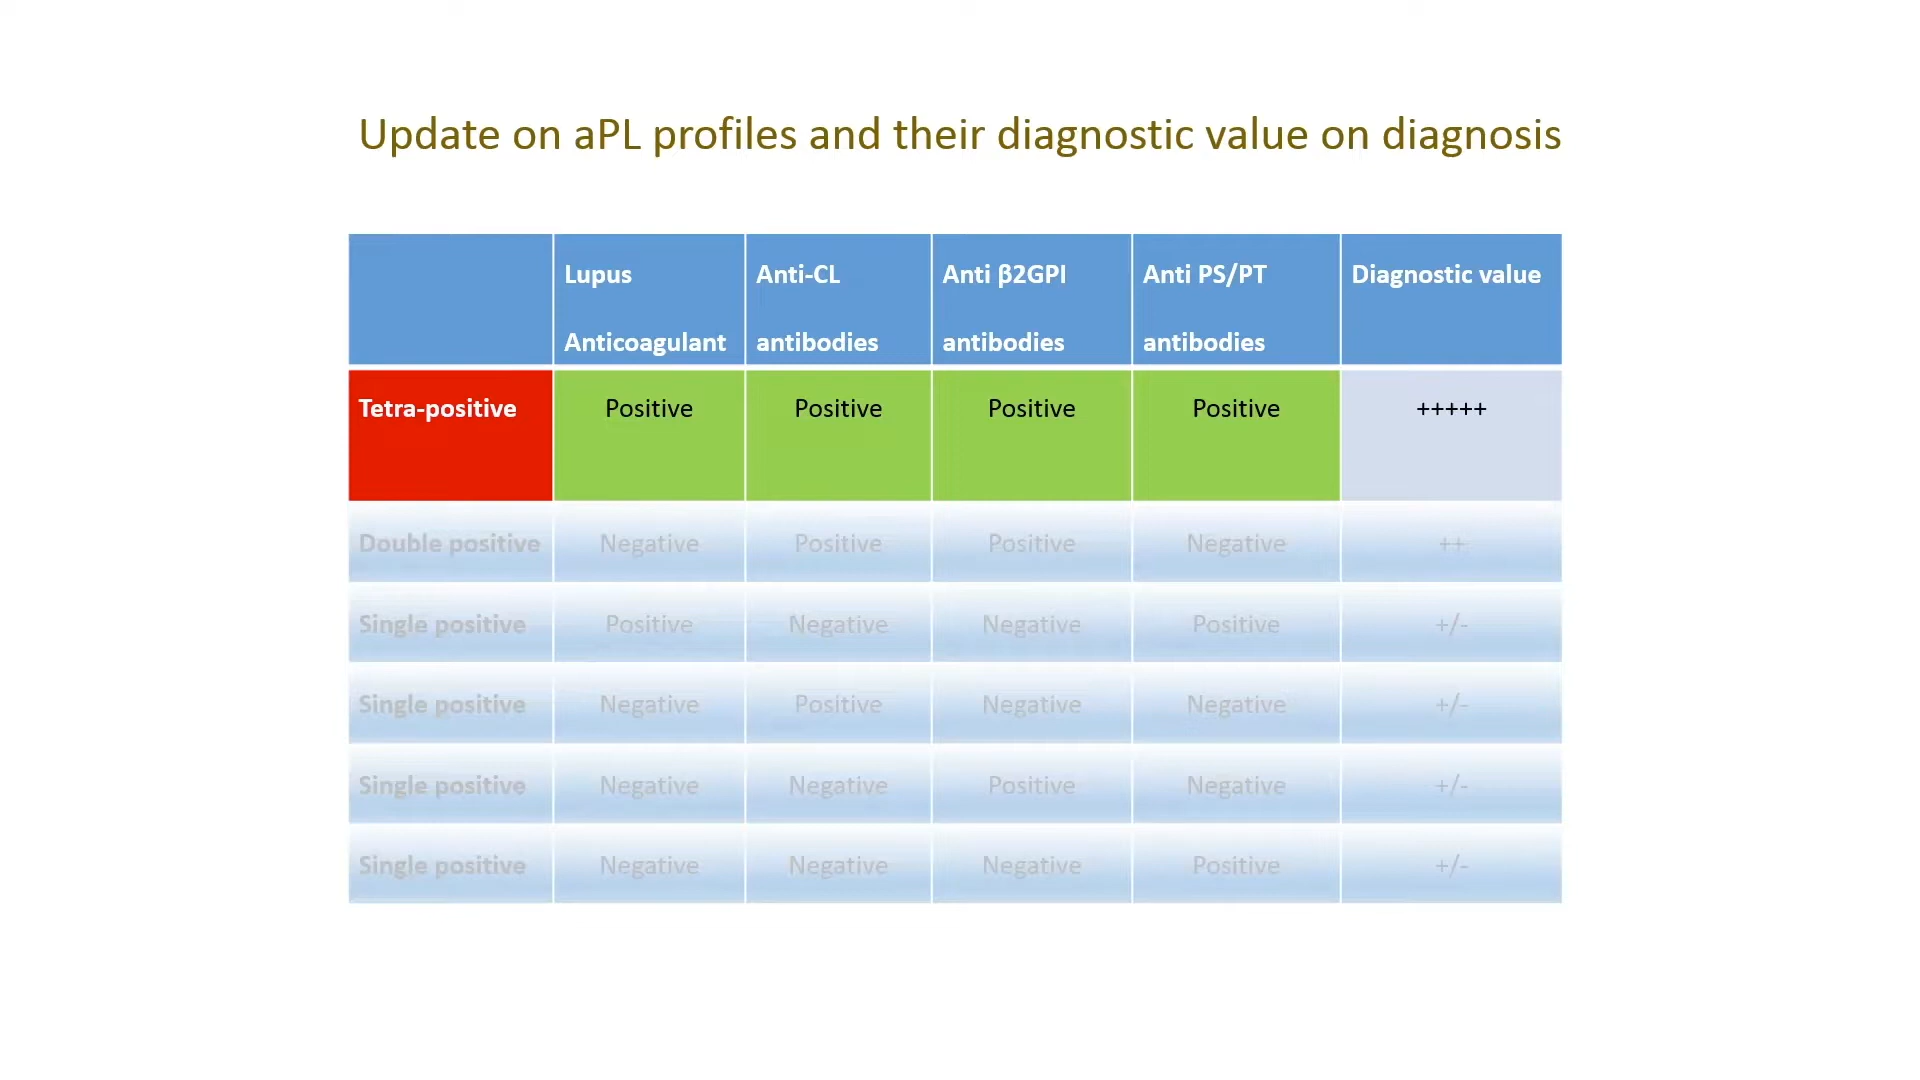 Update on aPL profiles and their diagnostic value on diagnosis
Lupus Anticoagulant Anti-CL antibodies Anti β2GPI antibodies Anti PS/PT antibodies Diagnostic value
Tetra-positive Positive Positive Positive Positive +++++
Double positive Negative Positive Positive Negative ++
Single positive Positive Negative Negative Positive +/-
Single positive Negative Positive Negative Negative +/-
Single positive Negative Negative Positive Negative +/-
Single positive Negative Negative Negative Positive +/-